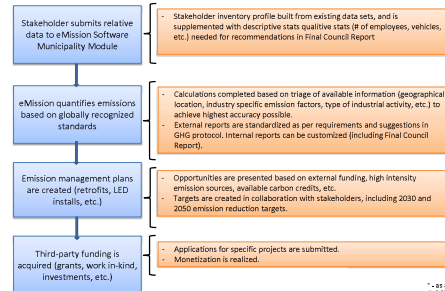 Stakeholder submits relative
data to eMission Software
Municipality Module
- Stakeholder inventory profile built from existing data sets, and is
supplemented with descriptive stats qualitive stats (# of employees, vehicles,
etc.) needed for recommendations in Final Council Report
eMission quantifies emissions
based on globally recognized
standards
- Calculations completed based on triage of available information (geographical
location, industry specific emission factors, type of industrial activity, etc.) to
achieve highest accuracy possible.
- External reports are standardized as per requirements and suggestions in
GHG protocol. Internal reports can be customized (including Final Council
Report).
Emission management plans
are created (retrofits, LED
installs, etc.)
- Opportunities are presented based on external funding, high intensity
emission sources, available carbon credits, etc.
- Targets are created in collaboration with stakeholders, including 2030 and
2050 emission reduction targets.
Third-party funding is
acquired (grants, work in-kind,
investments, etc.)
- Applications for specific projects are submitted.
- Monetization is realized.
* - as